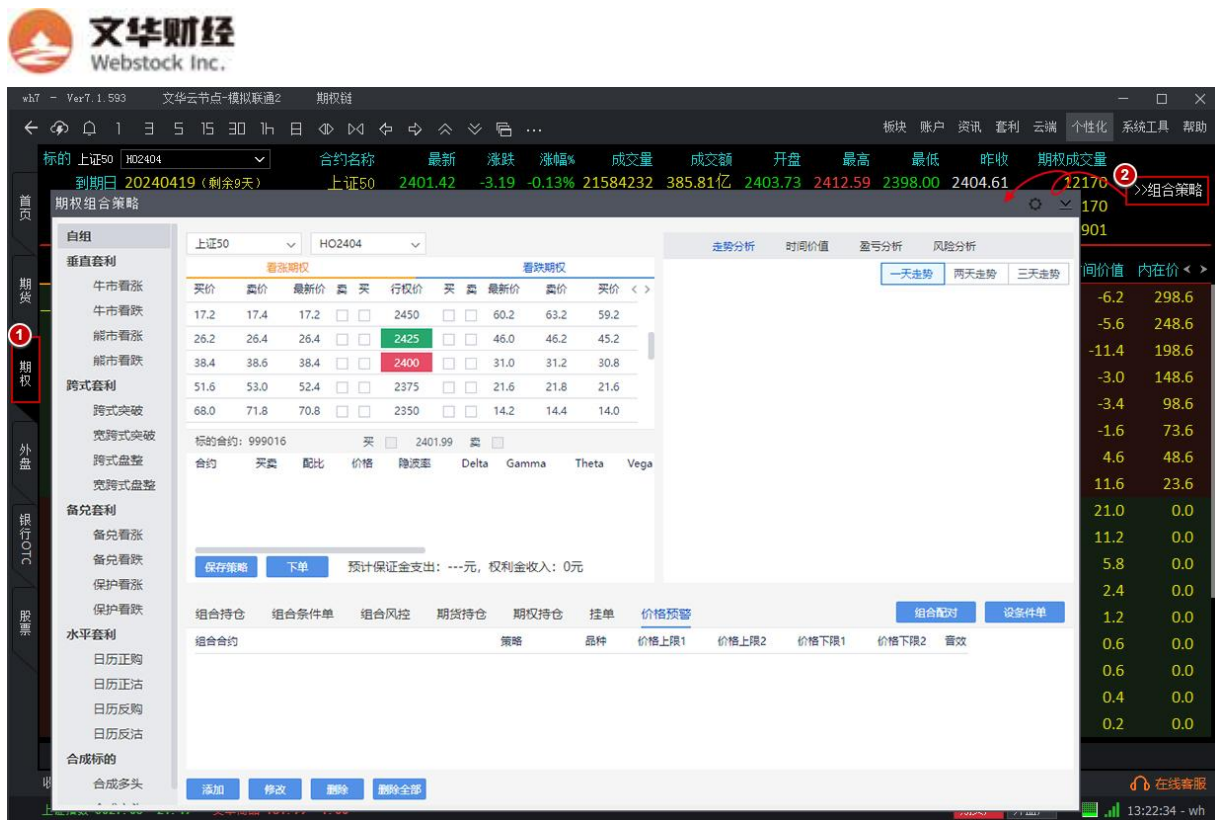 文华财经
Webstock Inc.
wh7 - Ver7.1.593 文华云节点-模拟联通2 期权链
1 3 5 15 30 1h 日 ...
板块 账户 资讯 套利 云端 个性化 系统工具 帮助
标的 上证50 HO2404 合约名称 最新 涨跌 涨幅% 成交量 成交额 开盘 最高 最低 昨收 期权成交量
到期日 20240419 (剩余9天) 上证50 2401.42 -3.19 -0.13% 21584232 385.81亿 2403.73 2412.59 2398.00 2404.61 12170
2
>>组合策略
170
901
首页
期货
1
期权
外盘
银行OTC
股票
期权组合策略
自组
垂直套利
牛市看涨
牛市看跌
熊市看涨
熊市看跌
跨式套利
跨式突破
宽跨式突破
跨式盘整
宽跨式盘整
备兑套利
备兑看涨
备兑看跌
保护看涨
保护看跌
水平套利
日历正购
日历正沽
日历反购
日历反沽
合成标的
合成多头
上证50 HO2404
看涨期权 看跌期权
买价 卖价 最新价 卖 买 行权价 买 卖 最新价 卖价 买价 < >
17.2 17.4 17.2 2450 60.2 63.2 59.2
26.2 26.4 26.4 2425 46.0 46.2 45.2
38.4 38.6 38.4 2400 31.0 31.2 30.8
51.6 53.0 52.4 2375 21.6 21.8 21.6
68.0 71.8 70.8 2350 14.2 14.4 14.0
标的合约: 999016 买 2401.99 卖
合约 买卖 配比 价格 隐波率 Delta Gamma Theta Vega
保存策略 下单 预计保证金支出: ---元, 权利金收入: 0元
走势分析 时间价值 盈亏分析 风险分析
一天走势 两天走势 三天走势
组合持仓 组合条件单 组合风控 期货持仓 期权持仓 挂单 价格预警 组合配对 设条件单
组合合约 策略 品种 价格上限1 价格上限2 价格下限1 价格下限2 音效
添加 修改 删除 删除全部
间价值 内在价 < >
-6.2 298.6
-5.6 248.6
-11.4 198.6
-3.0 148.6
-3.4 98.6
-1.6 73.6
4.6 48.6
11.6 23.6
21.0 0.0
11.2 0.0
5.8 0.0
2.4 0.0
1.2 0.0
0.6 0.0
0.6 0.0
0.4 0.0
0.2 0.0
在线客服
13:22:34 - wh